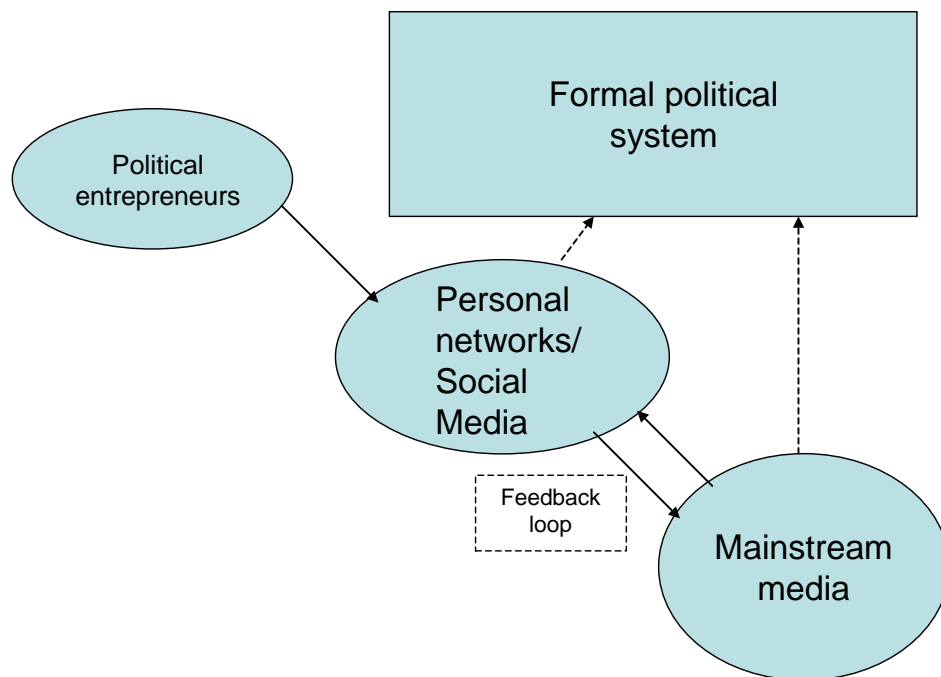 Formal political
system
Political
entrepreneurs
Personal
networks/
Social
Media
Feedback
loop
Mainstream
media